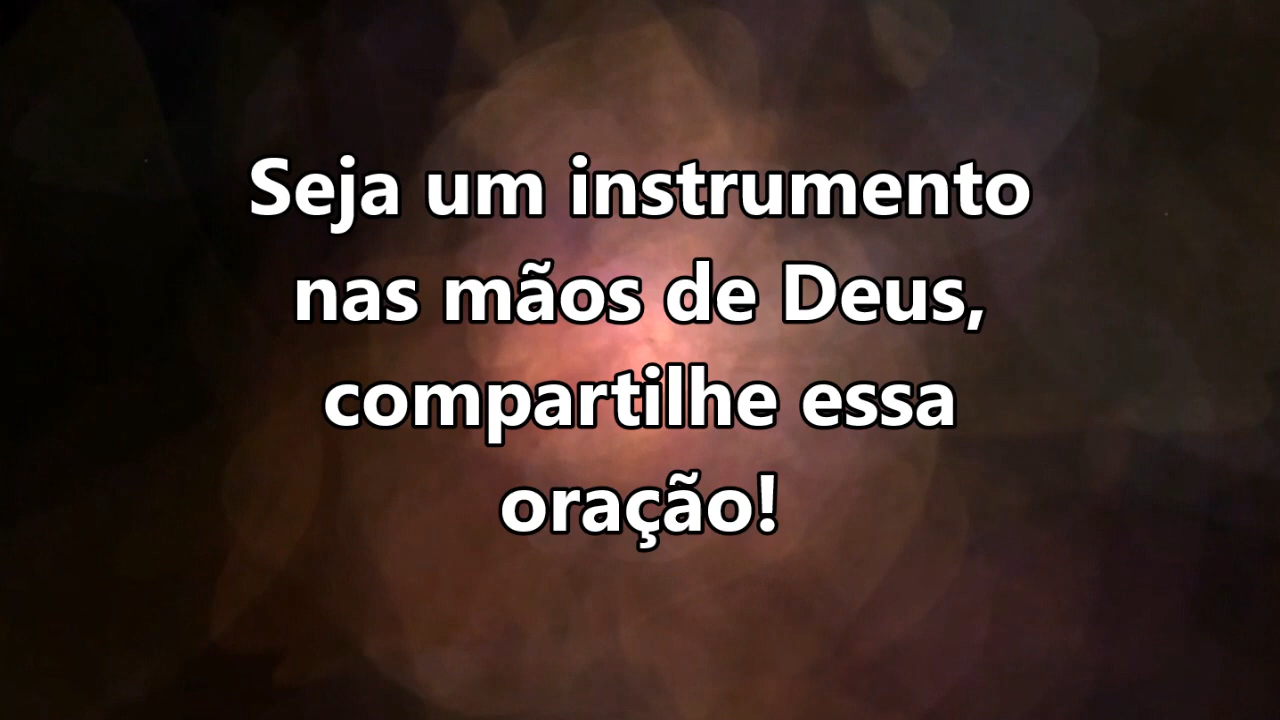 Seja um instrumento
nas mãos de Deus,
compartilhe essa
oração!